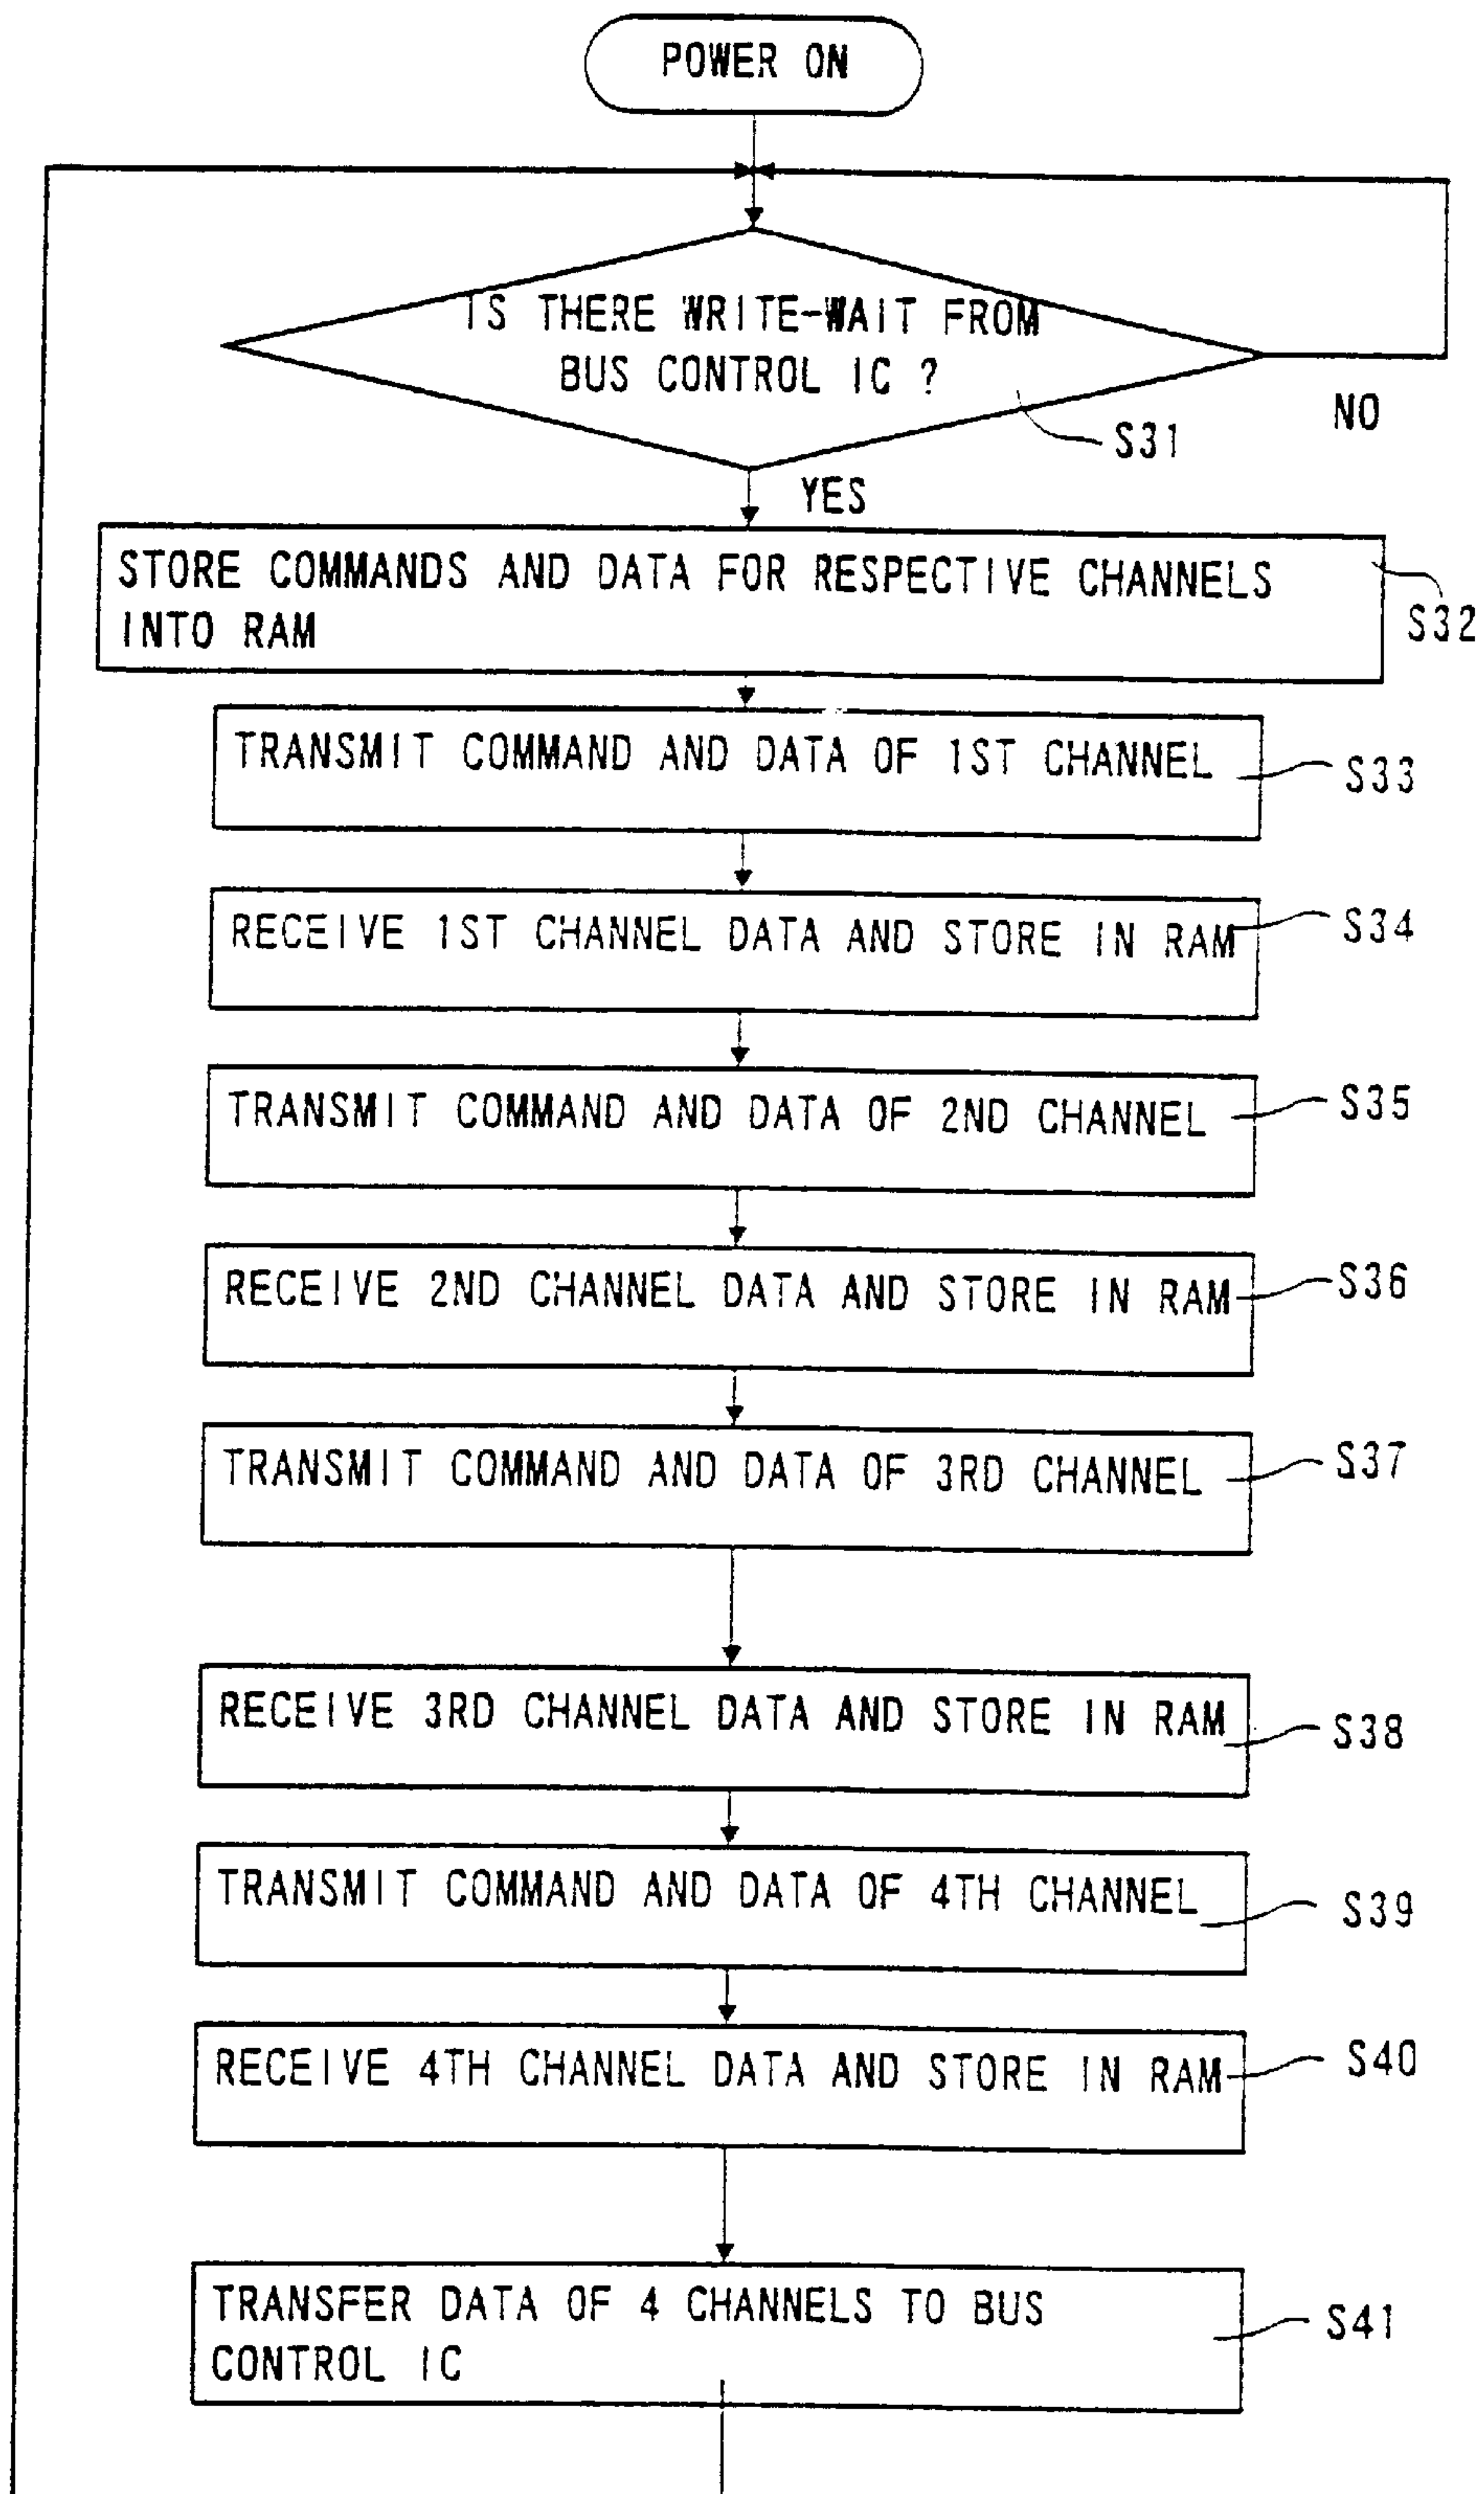 POWER ON
IS THERE WRITE-WAIT FROM
BUS CONTROL IC ?
NO
S31
YES
STORE COMMANDS AND DATA FOR RESPECTIVE CHANNELS
INTO RAM
S32
TRANSMIT COMMAND AND DATA OF 1ST CHANNEL
S33
RECEIVE 1ST CHANNEL DATA AND STORE IN RAM
S34
TRANSMIT COMMAND AND DATA OF 2ND CHANNEL
S35
RECEIVE 2ND CHANNEL DATA AND STORE IN RAM
S36
TRANSMIT COMMAND AND DATA OF 3RD CHANNEL
S37
RECEIVE 3RD CHANNEL DATA AND STORE IN RAM
S38
TRANSMIT COMMAND AND DATA OF 4TH CHANNEL
S39
RECEIVE 4TH CHANNEL DATA AND STORE IN RAM
S40
TRANSFER DATA OF 4 CHANNELS TO BUS
CONTROL IC
S41